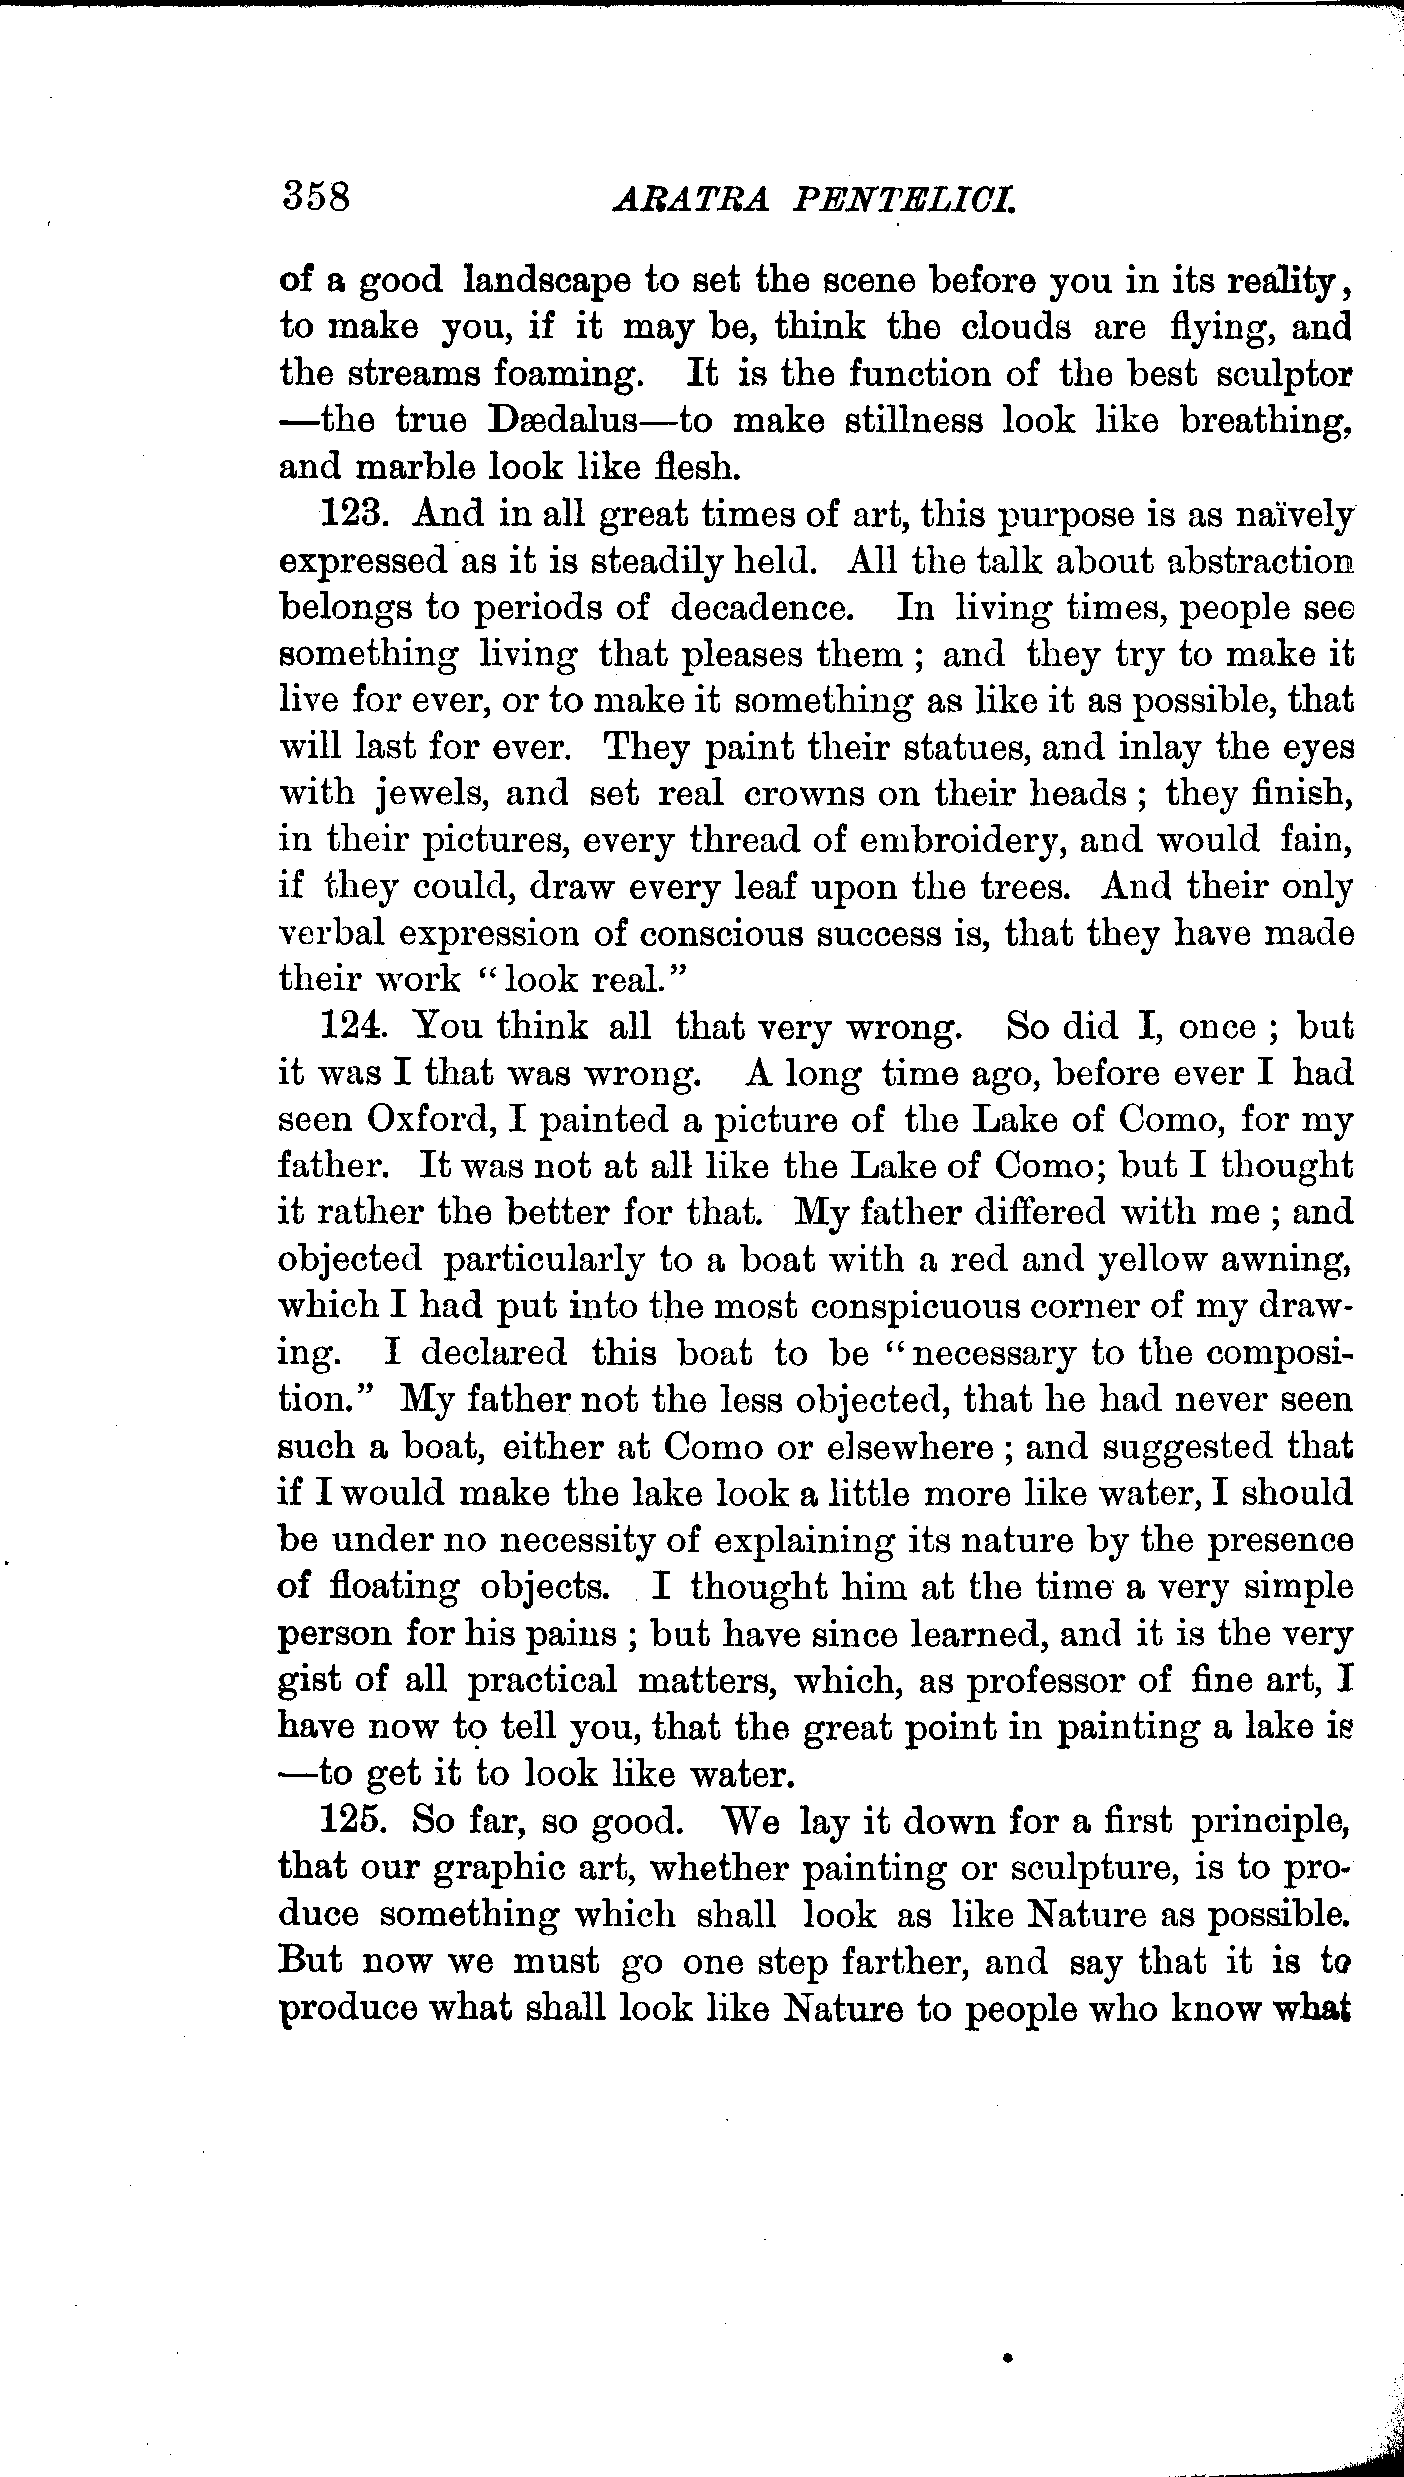 358 ARATRA PENTELICI.
of a good landscape to set the scene before you in its reality,
to make you, if it may be, think the clouds are flying, and
the streams foaming. It is the function of the best sculptor
—the true Dædalus—to make stillness look like breathing,
and marble look like flesh.
123. And in all great times of art, this purpose is as naïvely
expressed as it is steadily held. All the talk about abstraction
belongs to periods of decadence. In living times, people see
something living that pleases them ; and they try to make it
live for ever, or to make it something as like it as possible, that
will last for ever. They paint their statues, and inlay the eyes
with jewels, and set real crowns on their heads ; they finish,
in their pictures, every thread of embroidery, and would fain,
if they could, draw every leaf upon the trees. And their only
verbal expression of conscious success is, that they have made
their work “look real.”
124. You think all that very wrong. So did I, once ; but
it was I that was wrong. A long time ago, before ever I had
seen Oxford, I painted a picture of the Lake of Como, for my
father. It was not at all like the Lake of Como; but I thought
it rather the better for that. My father differed with me ; and
objected particularly to a boat with a red and yellow awning,
which I had put into the most conspicuous corner of my draw-
ing. I declared this boat to be “necessary to the composi-
tion.” My father not the less objected, that he had never seen
such a boat, either at Como or elsewhere ; and suggested that
if I would make the lake look a little more like water, I should
be under no necessity of explaining its nature by the presence
of floating objects. I thought him at the time a very simple
person for his pains ; but have since learned, and it is the very
gist of all practical matters, which, as professor of fine art, I
have now to tell you, that the great point in painting a lake is
—to get it to look like water.
125. So far, so good. We lay it down for a first principle,
that our graphic art, whether painting or sculpture, is to pro-
duce something which shall look as like Nature as possible.
But now we must go one step farther, and say that it is to
produce what shall look like Nature to people who know what